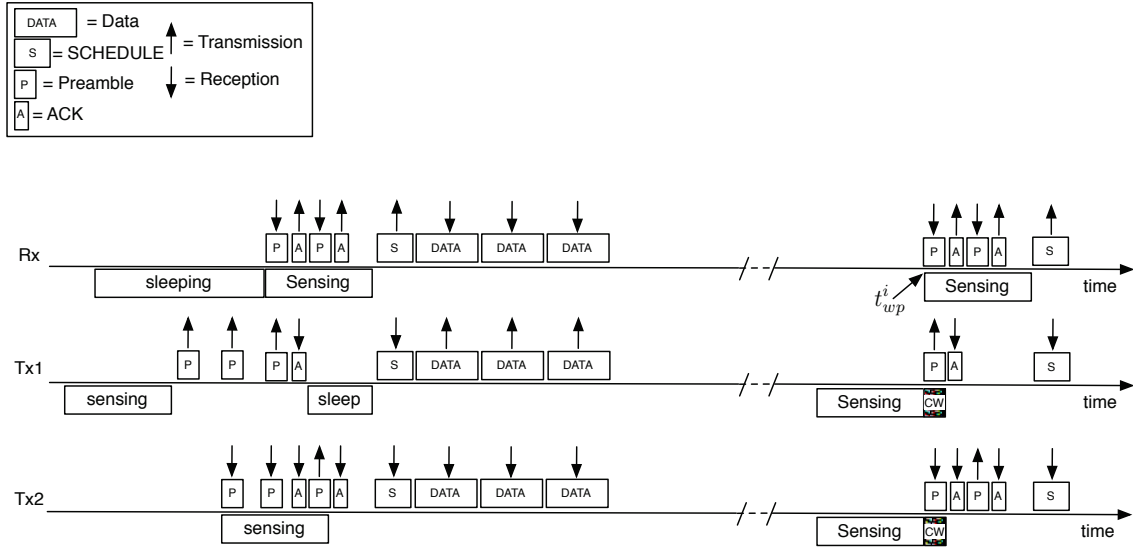 DATA = Data
S = SCHEDULE
P = Preamble
A = ACK
= Transmission
= Reception
P A P A S DATA DATA DATA P A P A S
Rx
sleeping Sensing t_{wp}^{i} Sensing time
P P P A S DATA DATA DATA P A S
Tx1
sensing sleep Sensing CW time
P P A P A S DATA DATA DATA P A P A S
Tx2
sensing Sensing CW time